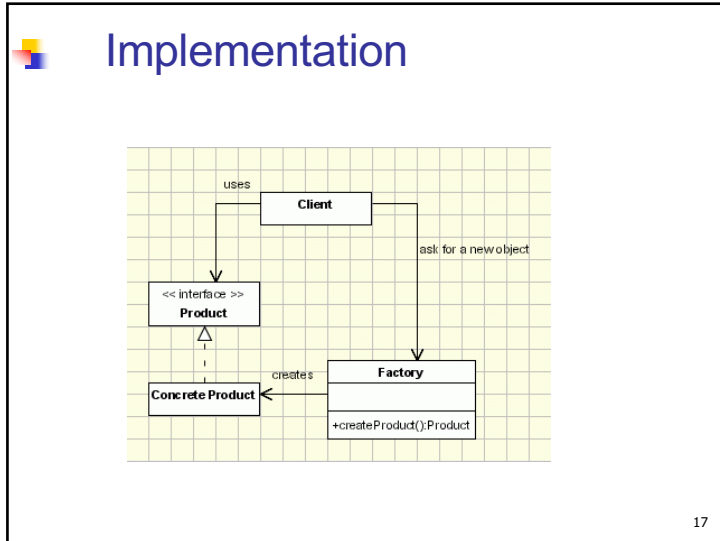 Implementation
uses
Client
ask for a new object
<< interface >>
Product
creates
Factory
Concrete Product
+createProduct():Product
17